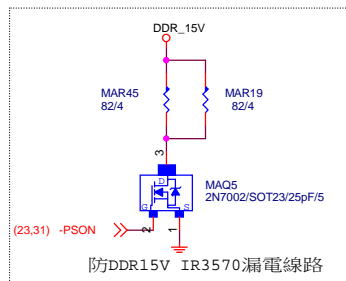 DDR_15V
MAR45
82/4
MAR19
82/4
3
D
MAQ5
2N7002/SOT23/25pF/5
G
S
(23,31) -PSON
2
1
防DDR15V IR3570漏電線路